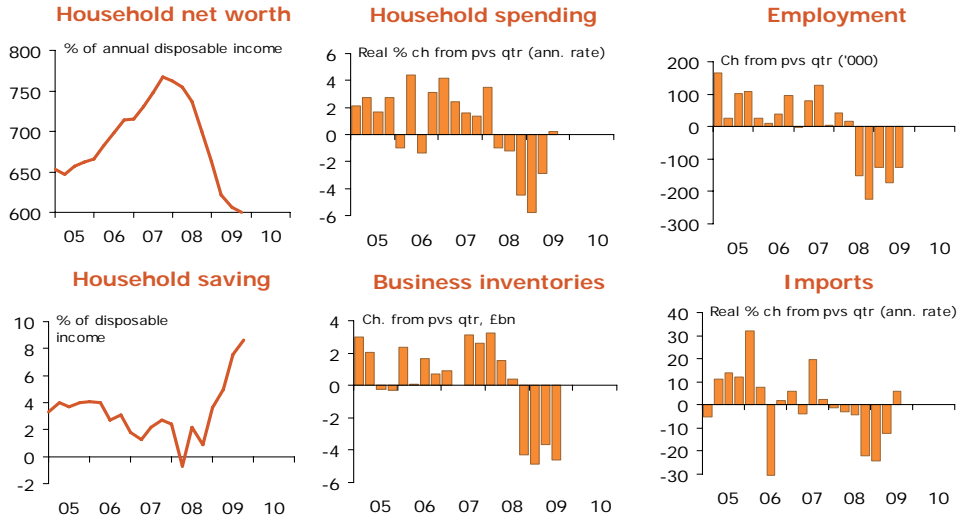 Household net worth
% of annual disposable income
800
750
700
650
600
05 06 07 08 09 10
Household spending
Real % ch from pvs qtr (ann. rate)
6
4
2
0
-2
-4
-6
05 06 07 08 09 10
Employment
Ch from pvs qtr ('000)
200
100
0
-100
-200
-300
05 06 07 08 09 10
Household saving
% of disposable
income
10
8
6
4
2
0
-2
05 06 07 08 09 10
Business inventories
Ch. from pvs qtr, £bn
4
2
0
-2
-4
-6
05 06 07 08 09 10
Imports
Real % ch from pvs qtr (ann. rate)
40
30
20
10
0
-10
-20
-30
05 06 07 08 09 10